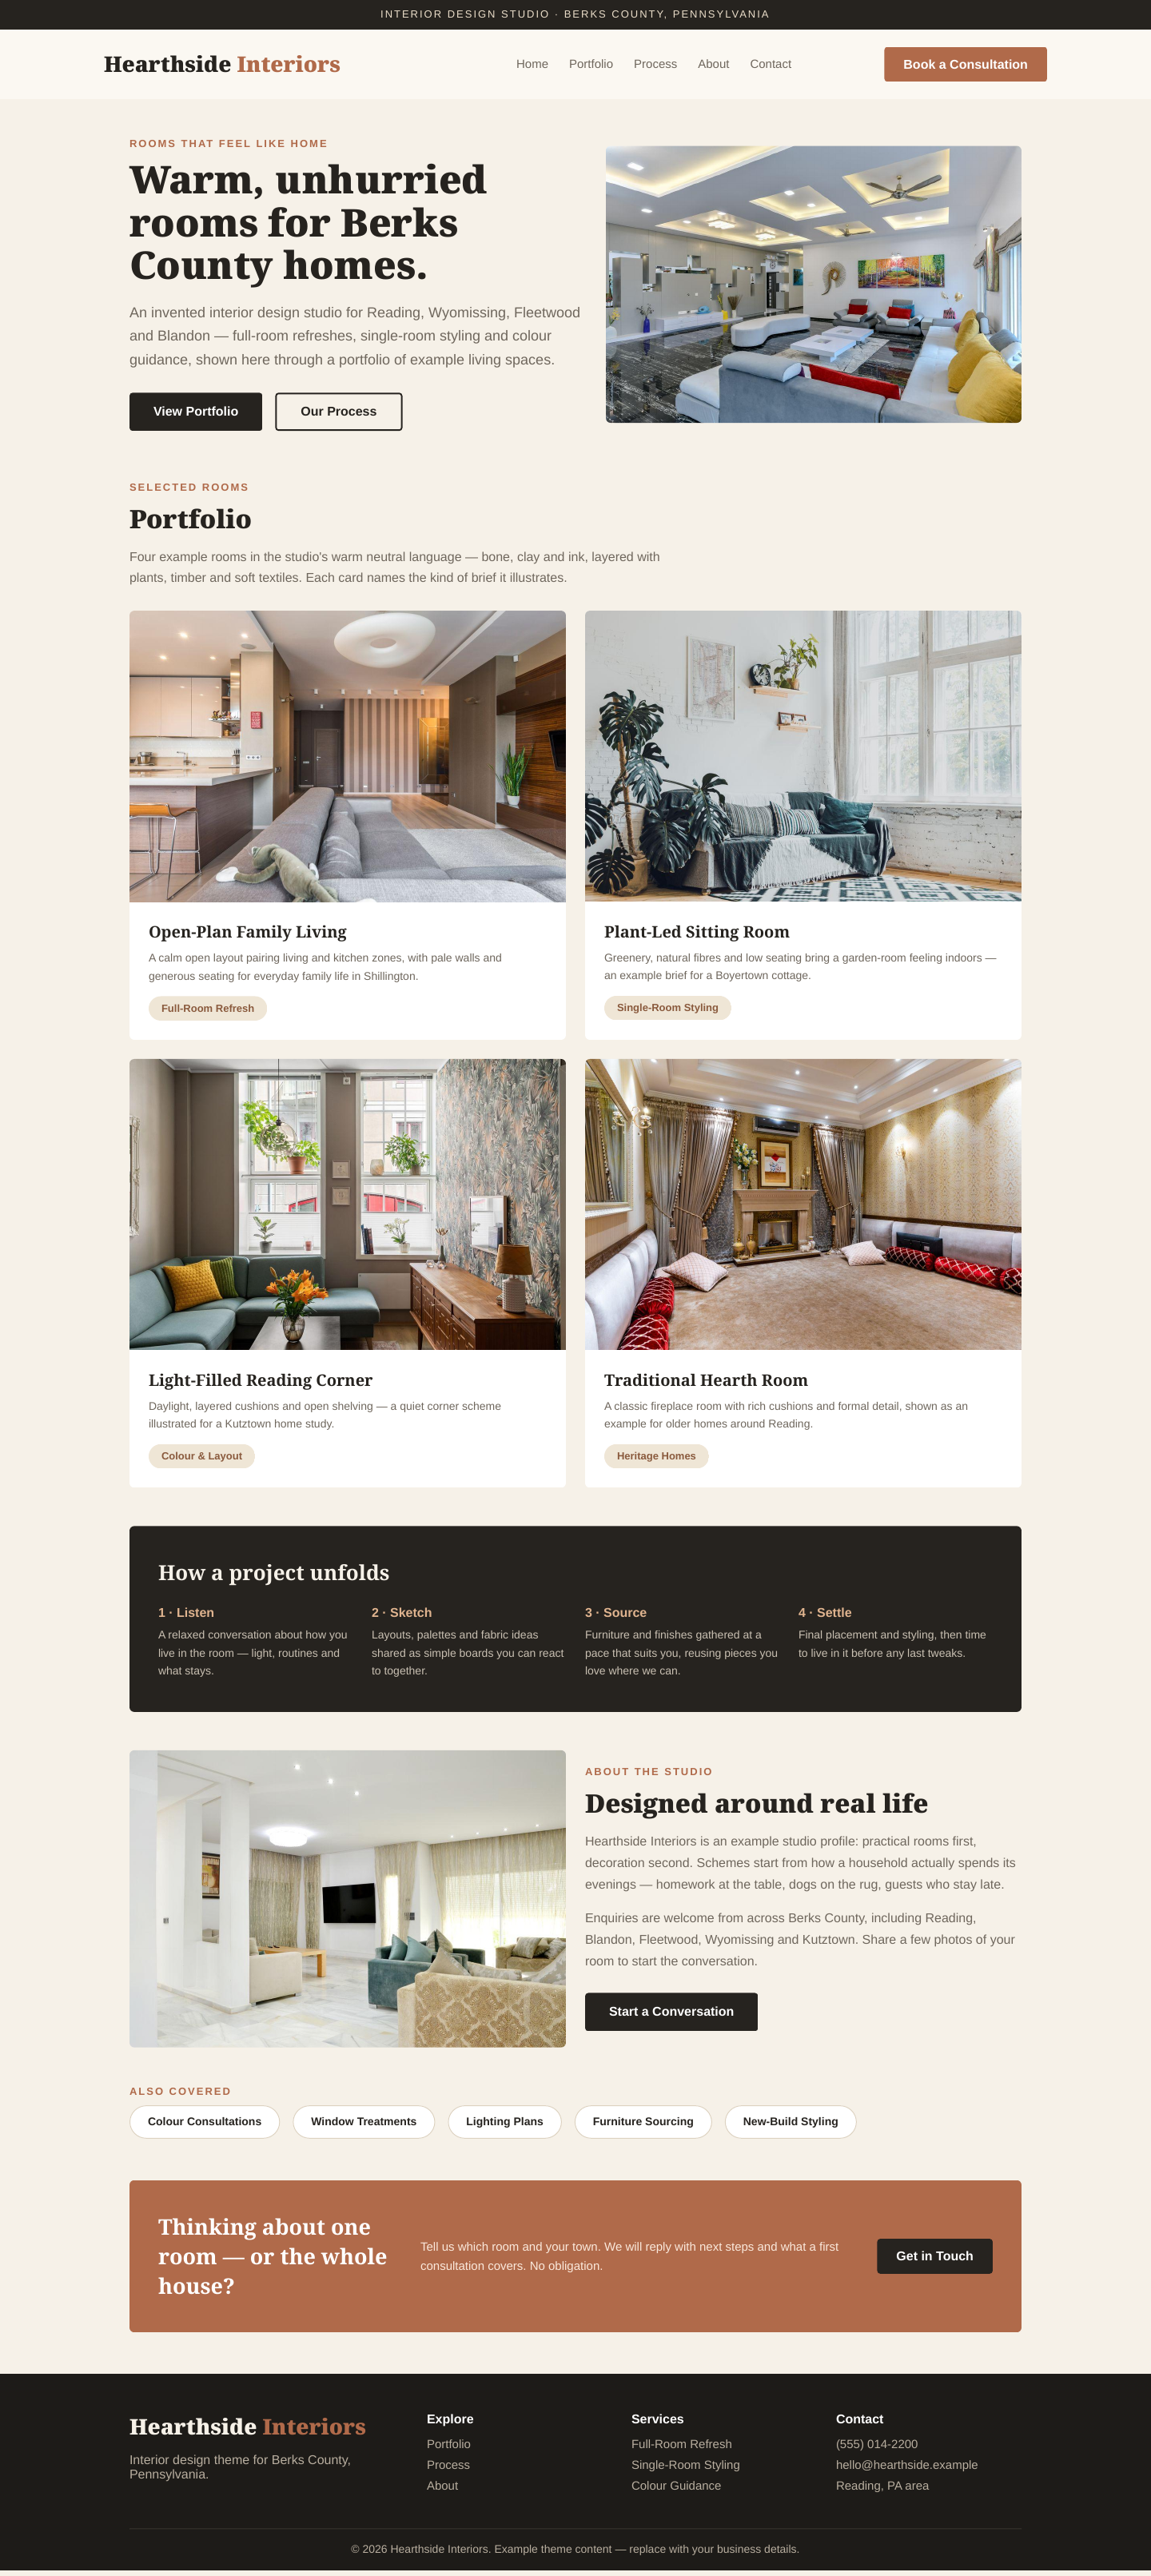 INTERIOR DESIGN STUDIO · BERKS COUNTY, PENNSYLVANIA
Hearthside Interiors
Home Portfolio Process About Contact
Book a Consultation
ROOMS THAT FEEL LIKE HOME
Warm, unhurried
rooms for Berks
County homes.
An invented interior design studio for Reading, Wyomissing, Fleetwood
and Blandon — full-room refreshes, single-room styling and colour
guidance, shown here through a portfolio of example living spaces.
View Portfolio
Our Process
SELECTED ROOMS
Portfolio
Four example rooms in the studio's warm neutral language — bone, clay and ink, layered with
plants, timber and soft textiles. Each card names the kind of brief it illustrates.
Open-Plan Family Living
A calm open layout pairing living and kitchen zones, with pale walls and
generous seating for everyday family life in Shillington.
Full-Room Refresh
Plant-Led Sitting Room
Greenery, natural fibres and low seating bring a garden-room feeling indoors —
an example brief for a Boyertown cottage.
Single-Room Styling
Light-Filled Reading Corner
Daylight, layered cushions and open shelving — a quiet corner scheme
illustrated for a Kutztown home study.
Colour & Layout
Traditional Hearth Room
A classic fireplace room with rich cushions and formal detail, shown as an
example for older homes around Reading.
Heritage Homes
How a project unfolds
1 · Listen
A relaxed conversation about how you
live in the room — light, routines and
what stays.
2 · Sketch
Layouts, palettes and fabric ideas
shared as simple boards you can react
to together.
3 · Source
Furniture and finishes gathered at a
pace that suits you, reusing pieces you
love where we can.
4 · Settle
Final placement and styling, then time
to live in it before any last tweaks.
ABOUT THE STUDIO
Designed around real life
Hearthside Interiors is an example studio profile: practical rooms first,
decoration second. Schemes start from how a household actually spends its
evenings — homework at the table, dogs on the rug, guests who stay late.
Enquiries are welcome from across Berks County, including Reading,
Blandon, Fleetwood, Wyomissing and Kutztown. Share a few photos of your
room to start the conversation.
Start a Conversation
ALSO COVERED
Colour Consultations
Window Treatments
Lighting Plans
Furniture Sourcing
New-Build Styling
Thinking about one
room — or the whole
house?
Tell us which room and your town. We will reply with next steps and what a first
consultation covers. No obligation.
Get in Touch
Hearthside Interiors
Interior design theme for Berks County,
Pennsylvania.
Explore
Portfolio
Process
About
Services
Full-Room Refresh
Single-Room Styling
Colour Guidance
Contact
(555) 014-2200
hello@hearthside.example
Reading, PA area
© 2026 Hearthside Interiors. Example theme content — replace with your business details.